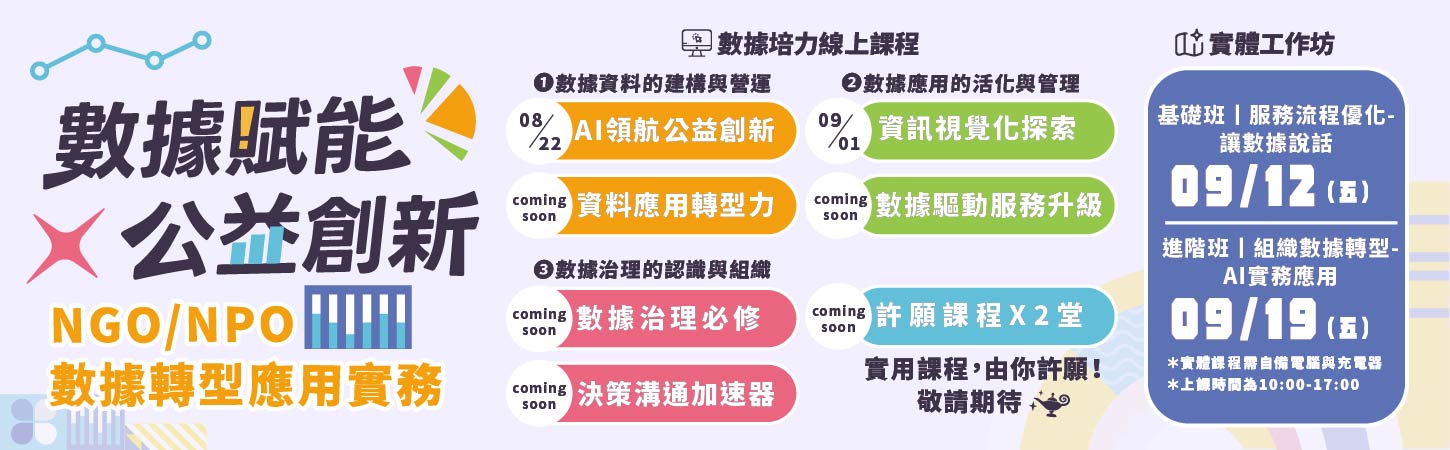 數據賦能
公益創新
NGO/NPO
數據轉型應用實務
數據培力線上課程
❶數據資料的建構與營運
08/22 AI領航公益創新
coming soon 資料應用轉型力
❷數據應用的活化與管理
09/01 資訊視覺化探索
coming soon 數據驅動服務升級
❸數據治理的認識與組織
coming soon 數據治理必修
coming soon 決策溝通加速器
coming soon 許願課程X2堂
實用課程,由你許願!
敬請期待
實體工作坊
基礎班|服務流程優化-
讓數據說話
09/12(五)
進階班|組織數據轉型-
AI實務應用
09/19(五)
*實體課程需自備電腦與充電器
*上課時間為10:00-17:00